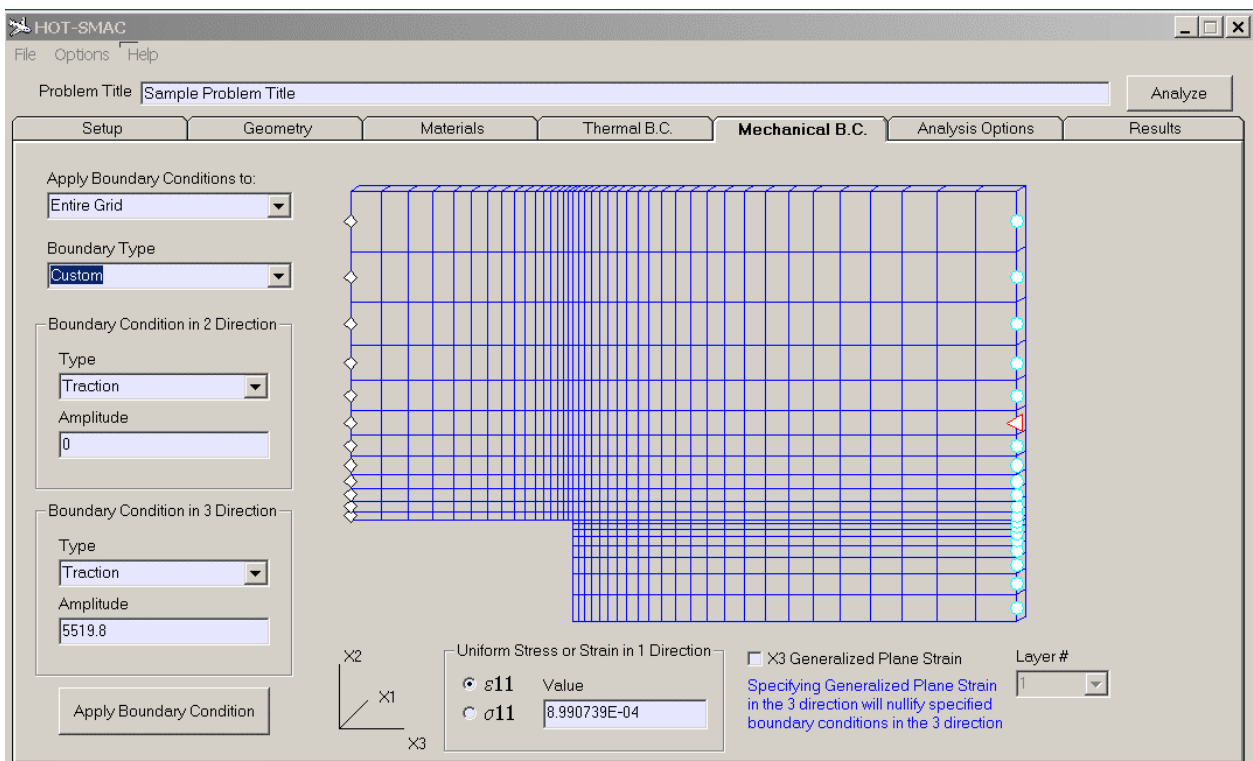 HOT-SMAC
File Options Help
Problem Title Sample Problem Title Analyze
Setup Geometry Materials Thermal B.C. Mechanical B.C. Analysis Options Results
Apply Boundary Conditions to:
Entire Grid
Boundary Type
Custom
Boundary Condition in 2 Direction
Type
Traction
Amplitude
0
Boundary Condition in 3 Direction
Type
Traction
Amplitude
5519.8
Apply Boundary Condition
X2
X1
X3
Uniform Stress or Strain in 1 Direction
ε11
σ11
Value
8.990739E-04
X3 Generalized Plane Strain
Specifying Generalized Plane Strain
in the 3 direction will nullify specified
boundary conditions in the 3 direction
Layer #
1